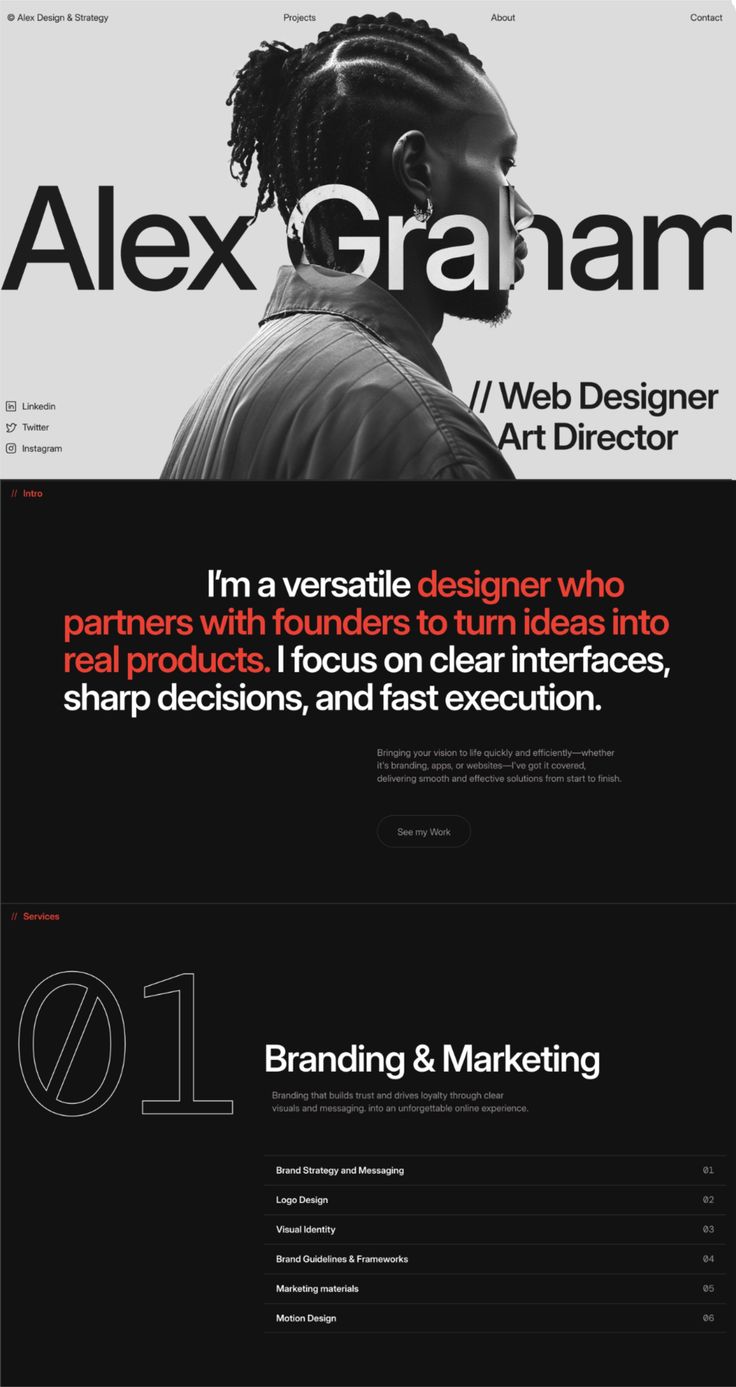 © Alex Design & Strategy
Projects
About
Contact
Alex Graham
// Web Designer
Art Director
Linkedin
Twitter
Instagram
// Intro
I'm a versatile designer who
partners with founders to turn ideas into
real products. I focus on clear interfaces,
sharp decisions, and fast execution.
Bringing your vision to life quickly and efficiently—whether
it's branding, apps, or websites—I've got it covered,
delivering smooth and effective solutions from start to finish.
See my Work
// Services
01
Branding & Marketing
Branding that builds trust and drives loyalty through clear
visuals and messaging. into an unforgettable online experience.
Brand Strategy and Messaging 01
Logo Design 02
Visual Identity 03
Brand Guidelines & Frameworks 04
Marketing materials 05
Motion Design 06